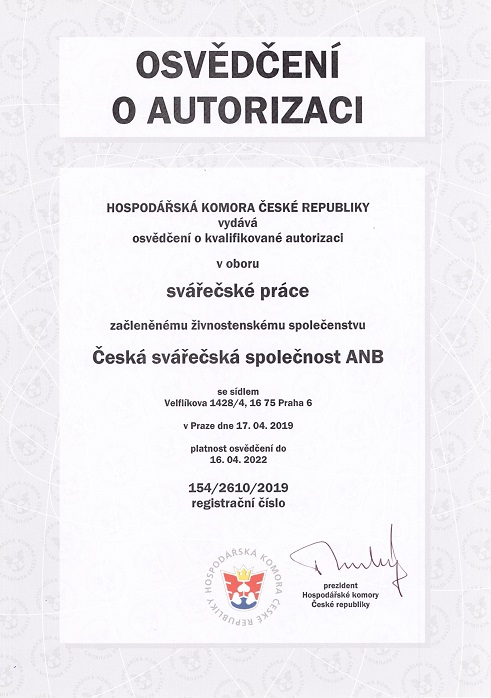 OSVĚDČENÍ
O AUTORIZACI
HOSPODÁŘSKÁ KOMORA ČESKÉ REPUBLIKY
vydává
osvědčení o kvalifikované autorizaci
v oboru
svářečské práce
začleněnému živnostenskému společenstvu
Česká svářečská společnost ANB
se sídlem
Velflíkova 1428/4, 16 75 Praha 6
v Praze dne 17. 04. 2019
platnost osvědčení do
16. 04. 2022
154/2610/2019
registrační číslo
HOSPODÁŘSKÁ KOMORA ČESKÉ REPUBLIKY
prezident
Hospodářské komory
České republiky